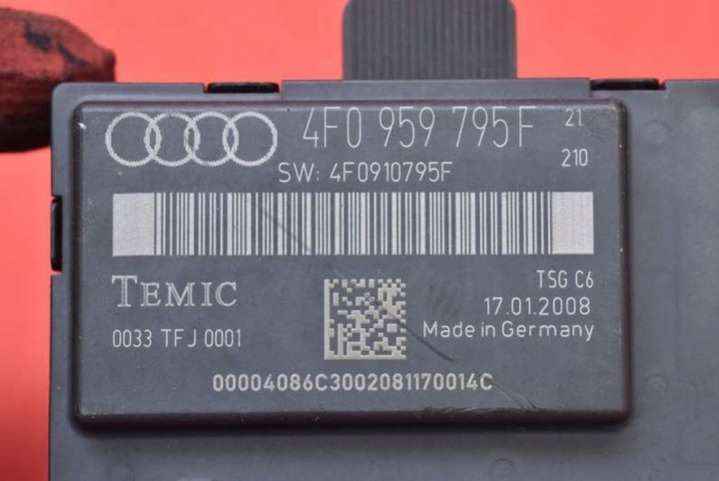 4F0 959 795F 21
SW: 4F0910795F 210
TEMIC
TSG C6
17.01.2008
0033 TFJ 0001
Made in Germany
00004086C3002081170014C